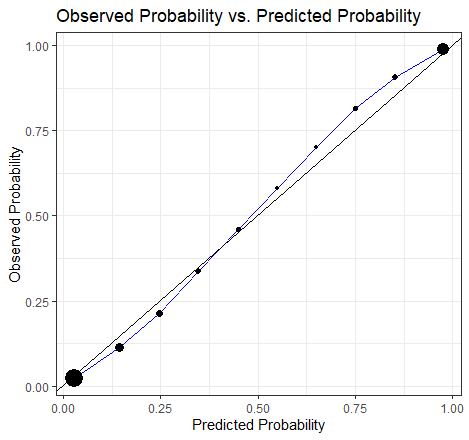 Observed Probability vs. Predicted Probability
Observed Probability
1.00
0.75
0.50
0.25
0.00
0.00 0.25 0.50 0.75 1.00
Predicted Probability